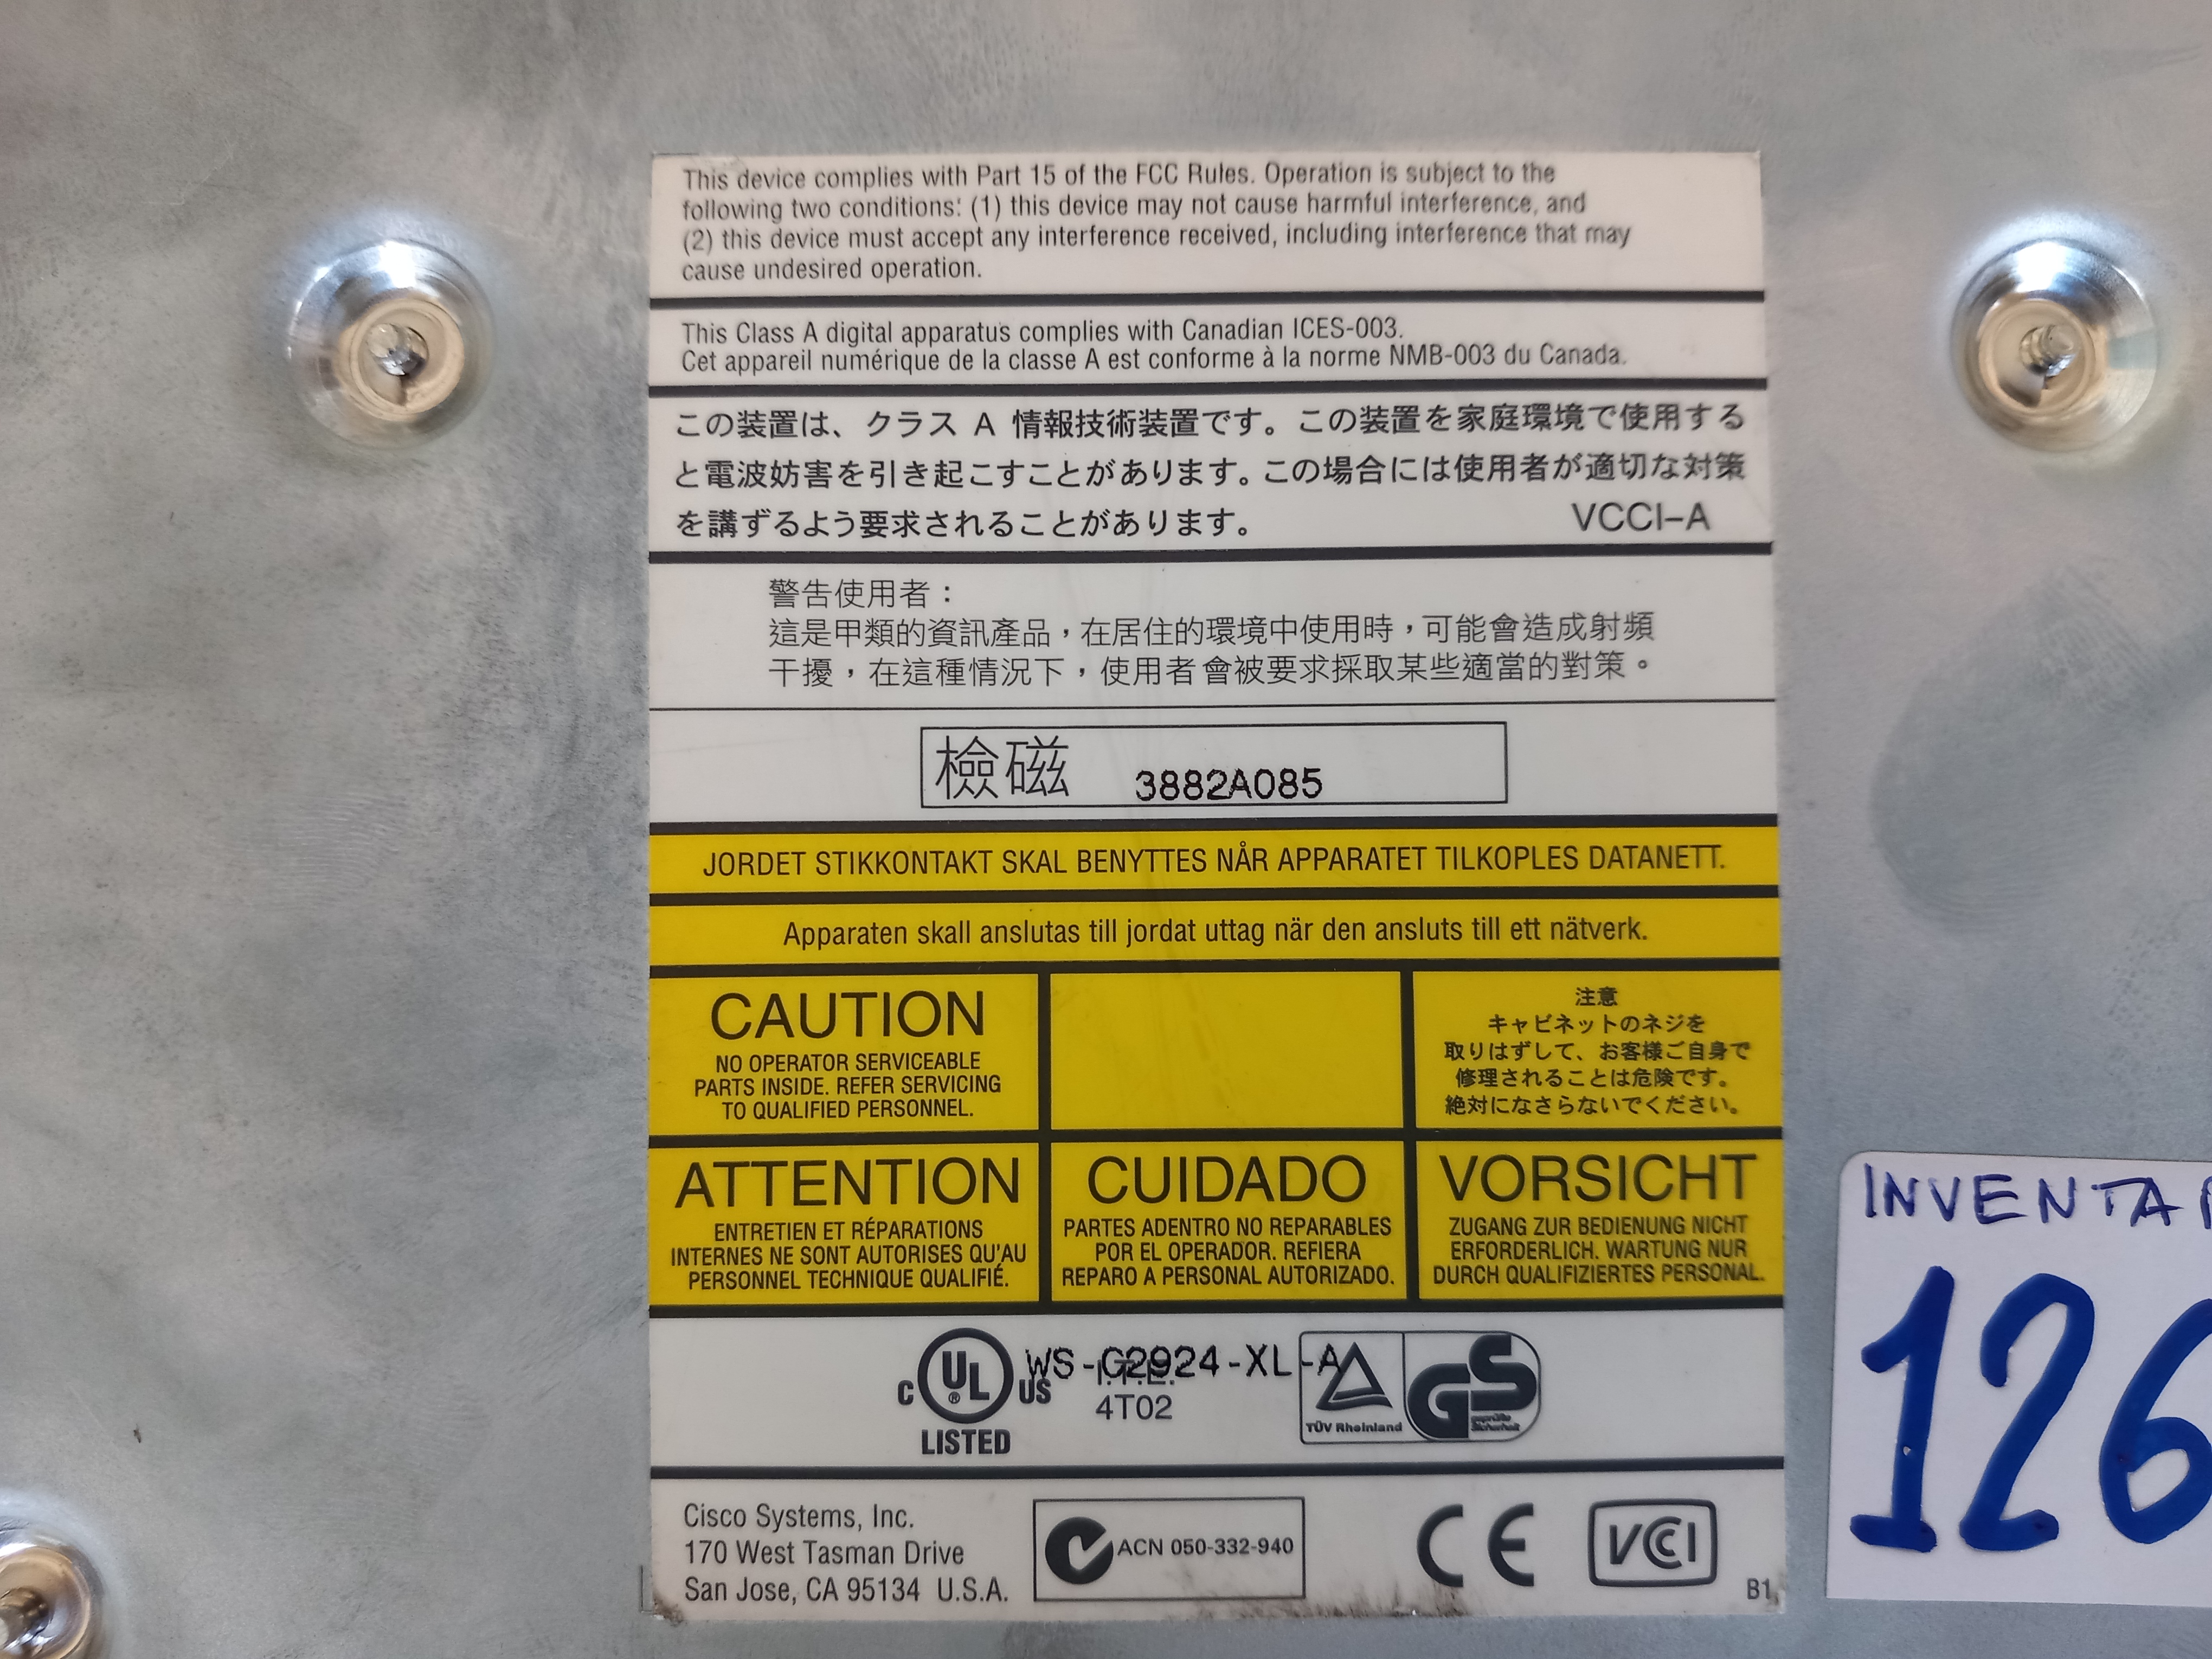 This device complies with Part 15 of the FCC Rules. Operation is subject to the
following two conditions: (1) this device may not cause harmful interference, and
(2) this device must accept any interference received, including interference that may
cause undesired operation.
This Class A digital apparatus complies with Canadian ICES-003.
Cet appareil numérique de la classe A est conforme à la norme NMB-003 du Canada.
この装置は、クラス A 情報技術装置です。この装置を家庭環境で使用する
と電波妨害を引き起こすことがあります。この場合には使用者が適切な対策
を講ずるよう要求されることがあります。 VCCI-A
警告使用者：
這是甲類的資訊產品，在居住的環境中使用時，可能會造成射頻
干擾，在這種情況下，使用者會被要求採取某些適當的對策。
檢磁 3882A085
JORDET STIKKONTAKT SKAL BENYTTES NÅR APPARATET TILKOPLES DATANETT.
Apparaten skall anslutas till jordat uttag när den ansluts till ett nätverk.
CAUTION
NO OPERATOR SERVICEABLE
PARTS INSIDE. REFER SERVICING
TO QUALIFIED PERSONNEL.
注意
キャビネットのネジを
取りはずして、お客様ご自身で
修理されることは危険です。
絶対になさらないでください。
ATTENTION
ENTRETIEN ET RÉPARATIONS
INTERNES NE SONT AUTORISES QU'AU
PERSONNEL TECHNIQUE QUALIFIÉ.
CUIDADO
PARTES ADENTRO NO REPARABLES
POR EL OPERADOR. REFIERA
REPARO A PERSONAL AUTORIZADO.
VORSICHT
ZUGANG ZUR BEDIENUNG NICHT
ERFORDERLICH. WARTUNG NUR
DURCH QUALIFIZIERTES PERSONAL.
C UL ® US
LISTED
WS-C2924-XL-A
I.T.E.
4T02
TÜV Rheinland
GS
geprüfte
Sicherheit
Cisco Systems, Inc.
170 West Tasman Drive
San Jose, CA 95134 U.S.A.
ACN 050-332-940
CE
VCCI
B1
INVENTA
126